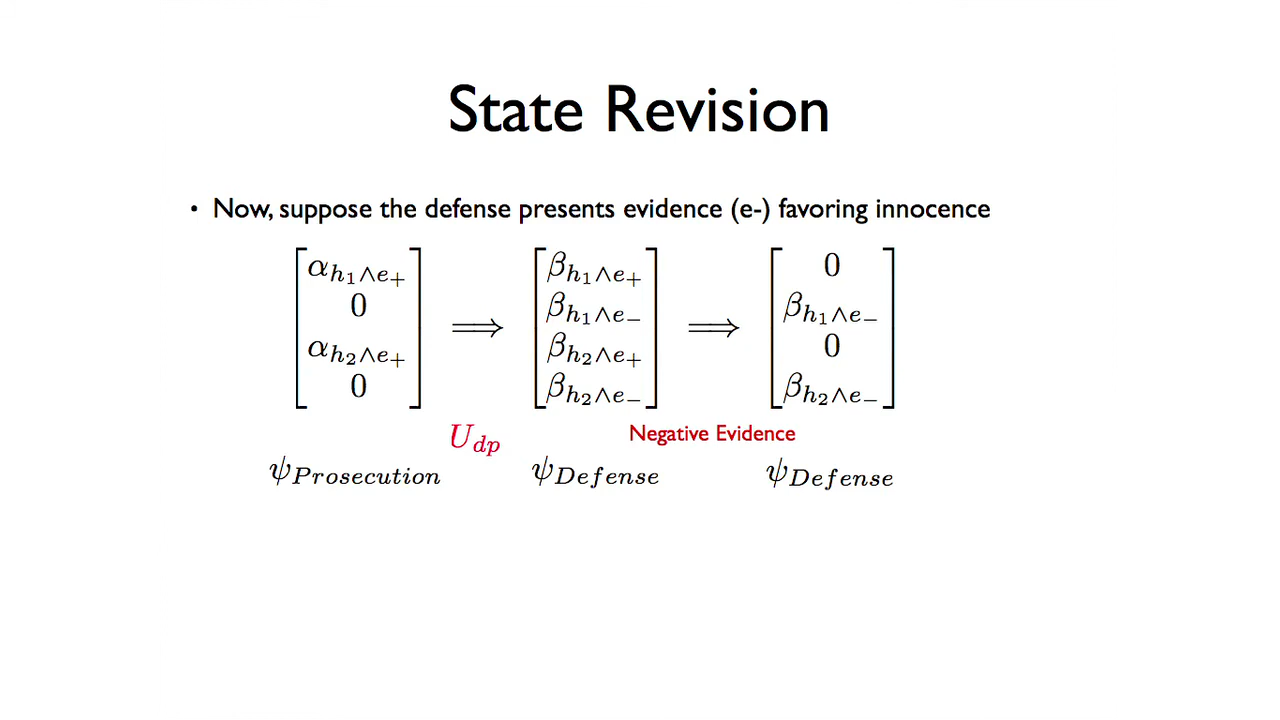 State Revision
• Now, suppose the defense presents evidence (e-) favoring innocence
[α_{h₁∧e₊} 0 α_{h₂∧e₊} 0] ⟹ [β_{h₁∧e₊} β_{h₁∧e₋} β_{h₂∧e₊} β_{h₂∧e₋}] ⟹ [0 β_{h₁∧e₋} 0 β_{h₂∧e₋}]
U_{dp} Negative Evidence
ψ_{Prosecution} ψ_{Defense} ψ_{Defense}